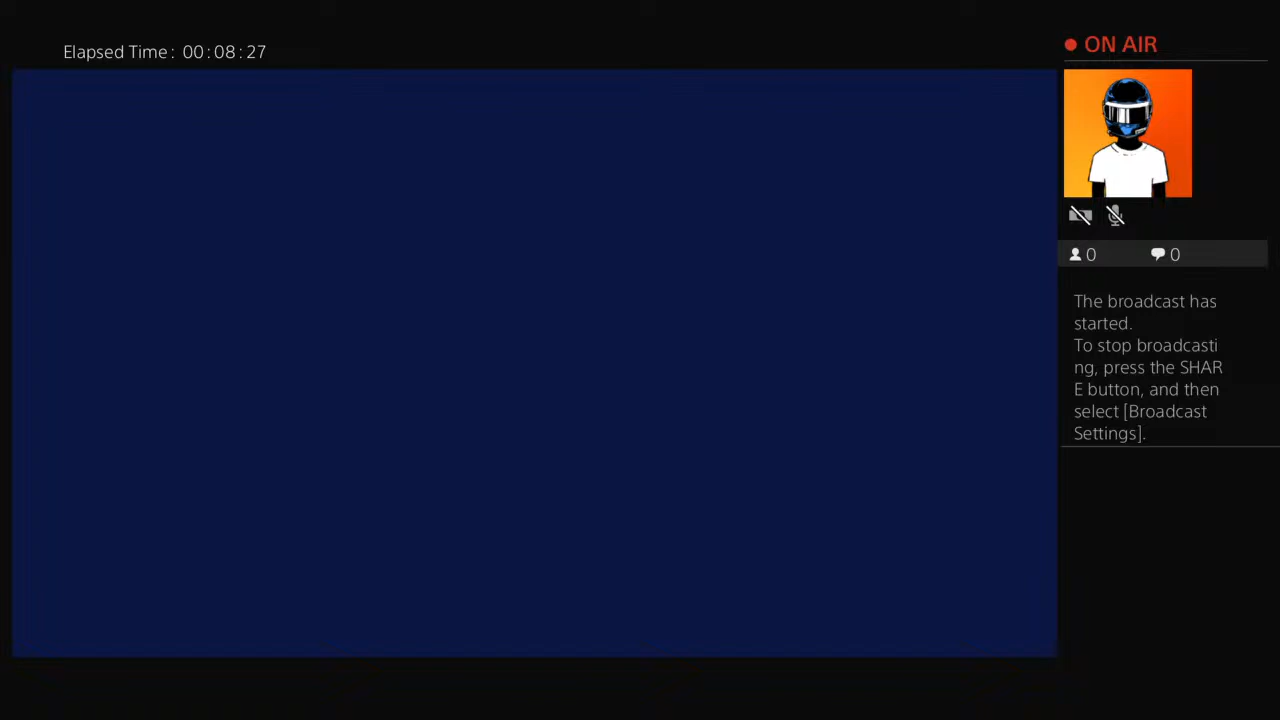 Elapsed Time: 00:08:27
ON AIR
0 0
The broadcast has
started.
To stop broadcasti
ng, press the SHAR
E button, and then
select [Broadcast
Settings].